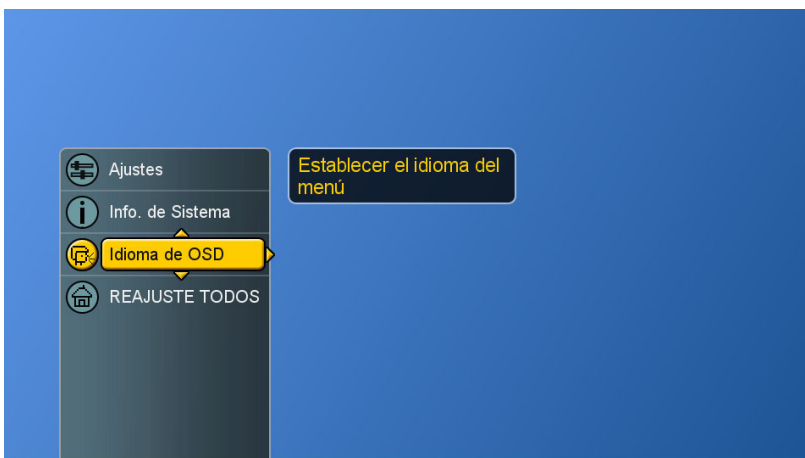 Ajustes
Info. de Sistema
Idioma de OSD
REAJUSTE TODOS
Establecer el idioma del
menú